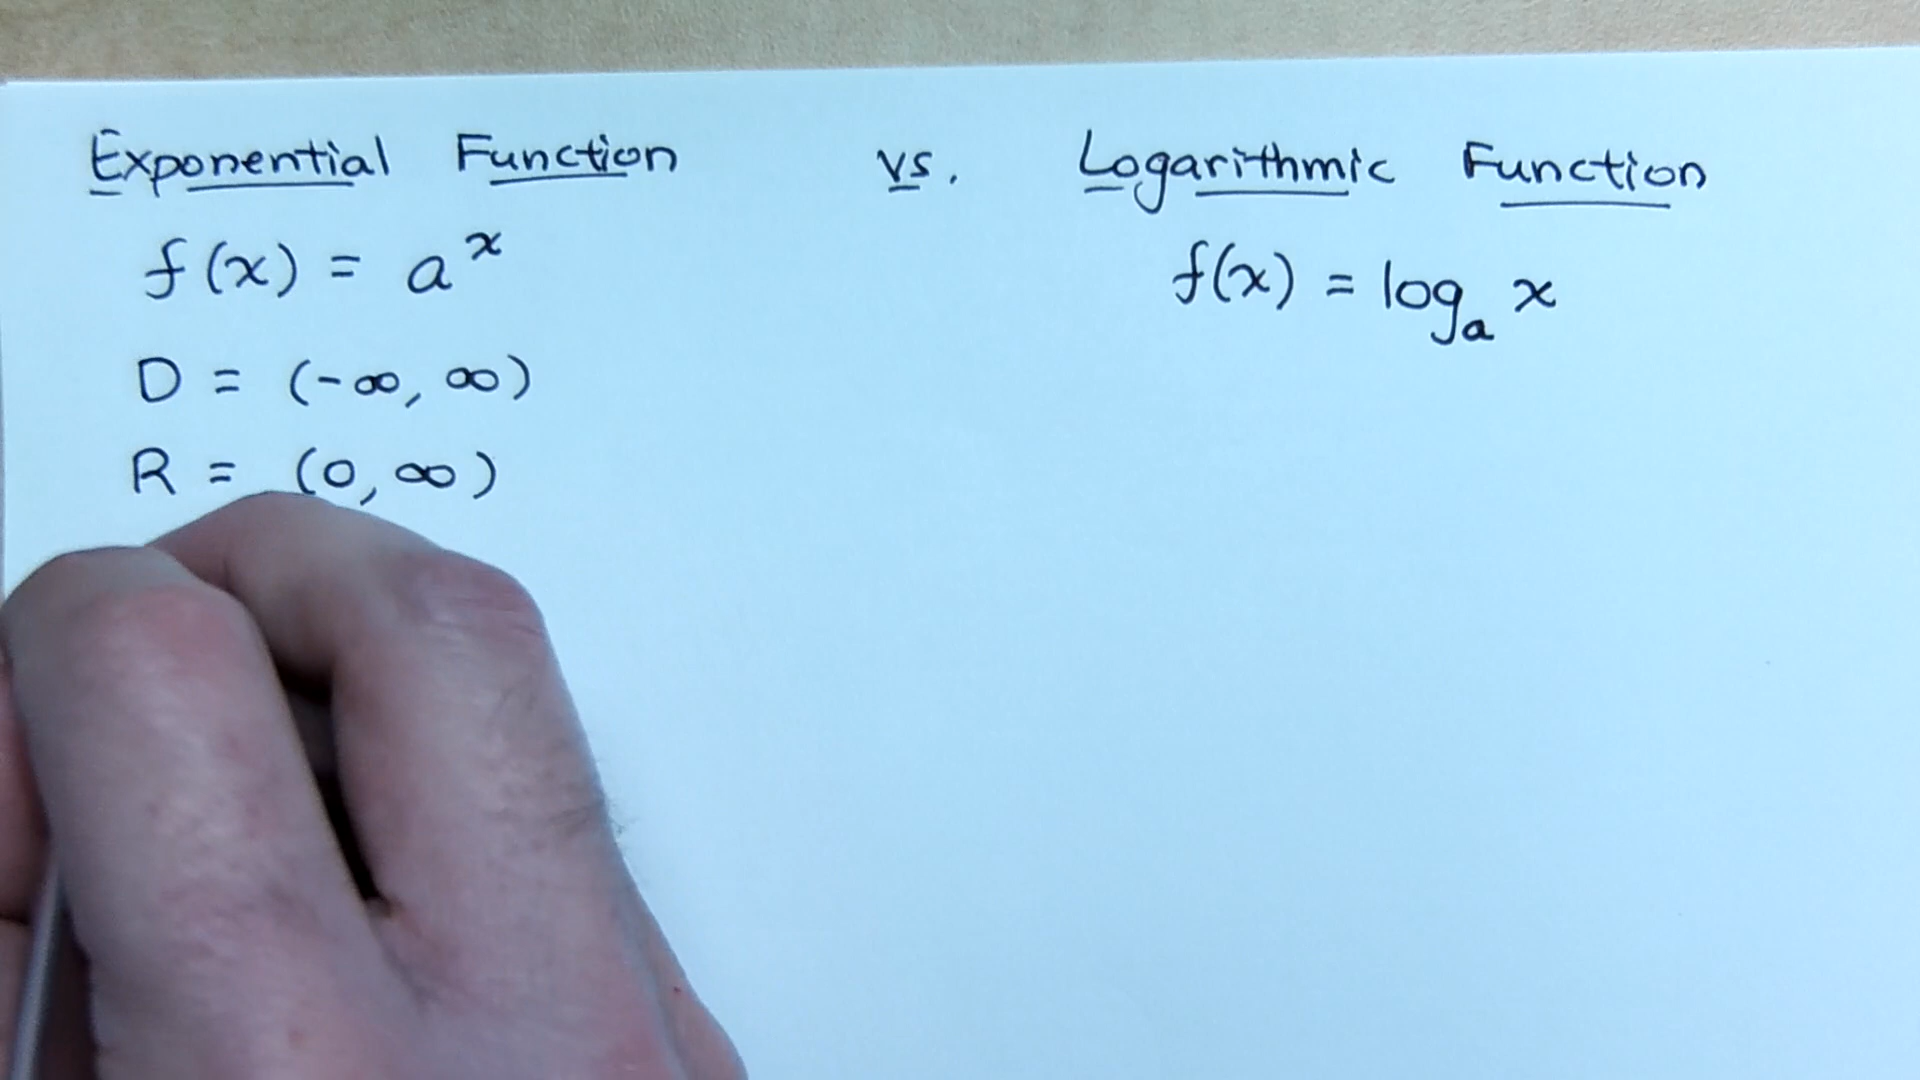 Exponential Function vs. Logarithmic Function
f(x) = a^x
f(x) = log_a x
D = (-∞, ∞)
R = (0, ∞)